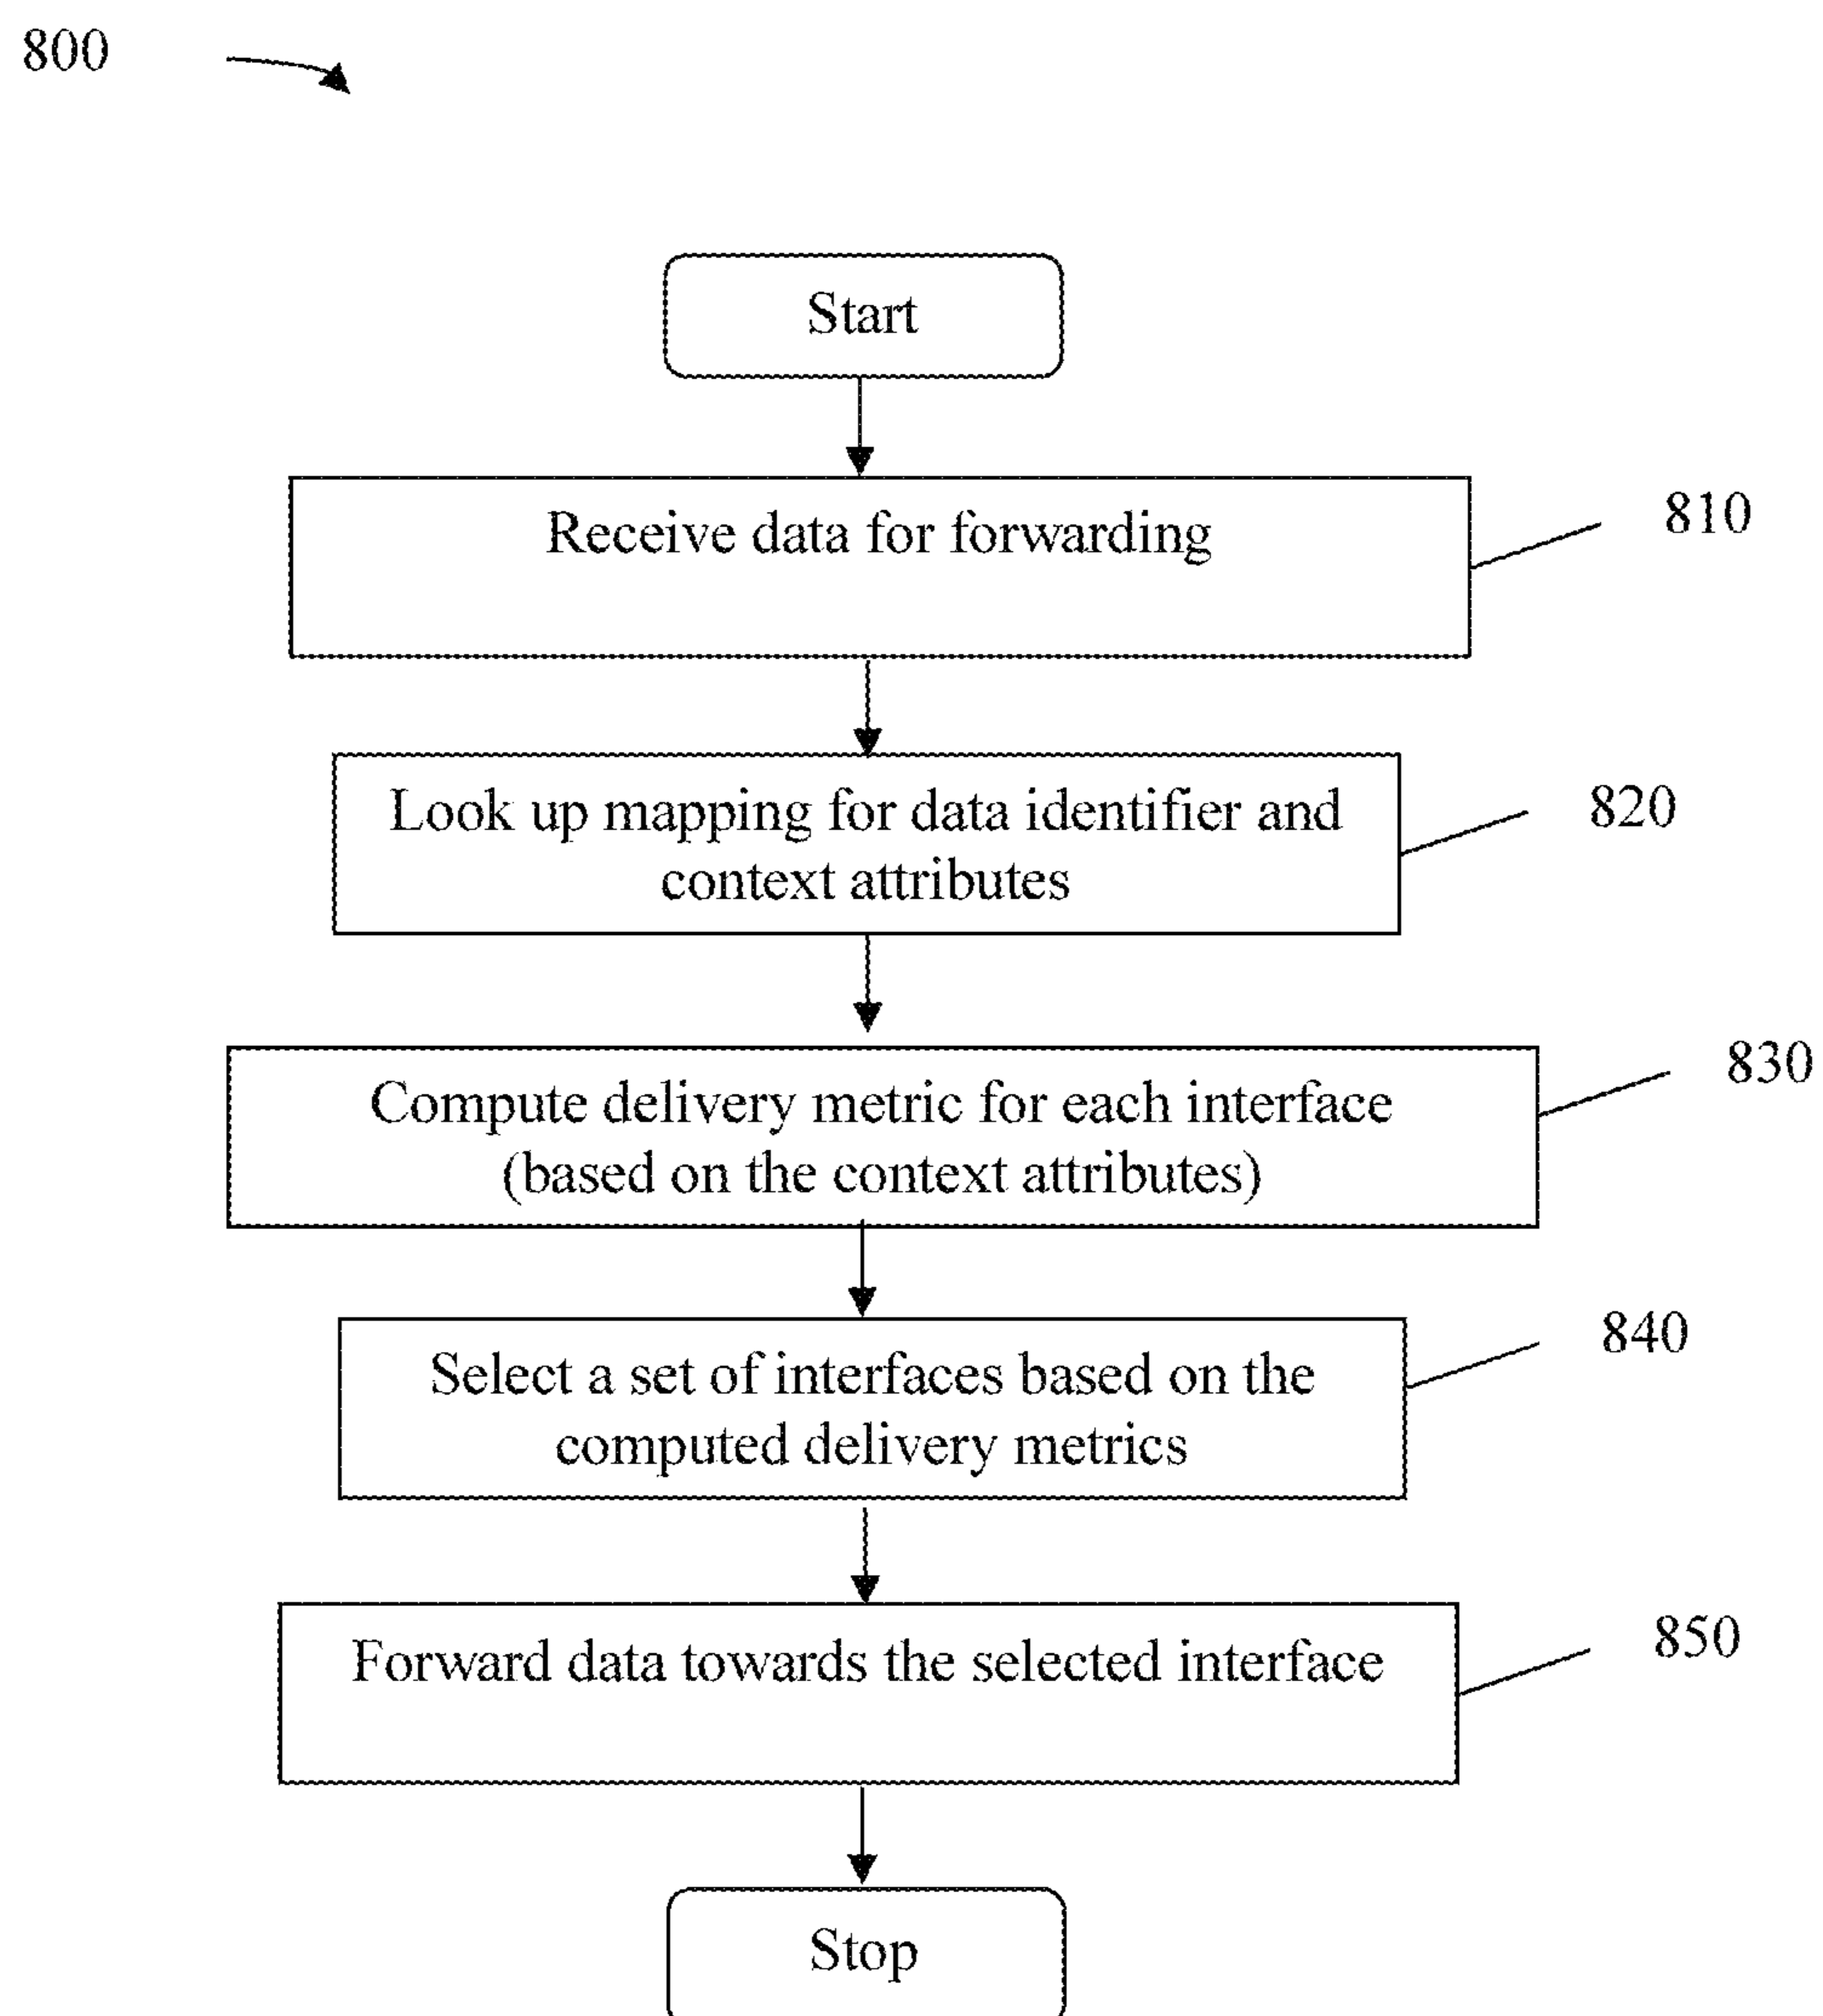 800
Start
Receive data for forwarding
810
Look up mapping for data identifier and
context attributes
820
Compute delivery metric for each interface
(based on the context attributes)
830
Select a set of interfaces based on the
computed delivery metrics
840
Forward data towards the selected interface
850
Stop